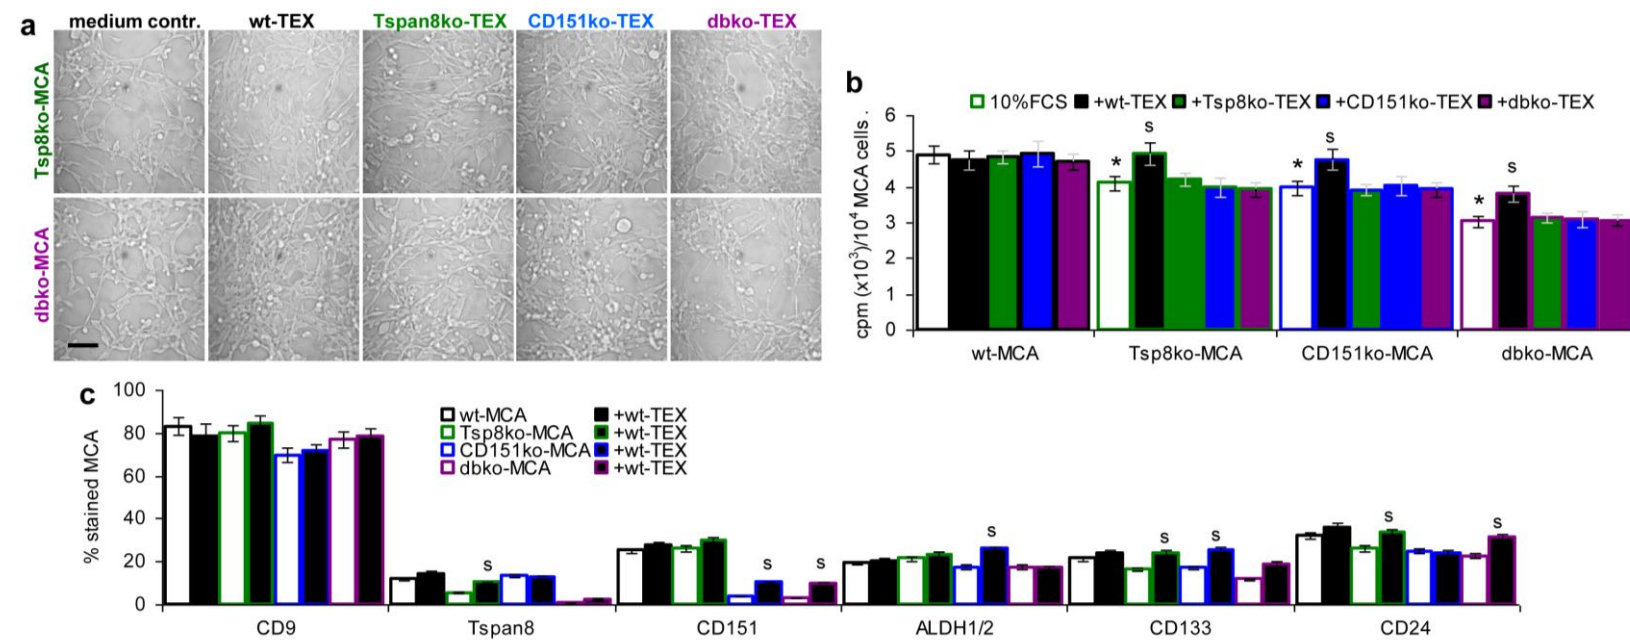 a
medium contr. wt-TEX Tspan8ko-TEX CD151ko-TEX dbko-TEX
Tsp8ko-MCA
dbko-MCA
b
10%FCS +wt-TEX +Tsp8ko-TEX +CD151ko-TEX +dbko-TEX
cpm (x10³)/10⁴ MCA cells .
6
5
4
3
2
1
0
* s * s * s
wt-MCA Tsp8ko-MCA CD151ko-MCA dbko-MCA
c
% stained MCA
100
80
60
40
20
0
wt-MCA +wt-TEX
Tsp8ko-MCA +wt-TEX
CD151ko-MCA +wt-TEX
dbko-MCA +wt-TEX
s s s s s s s s
CD9 Tspan8 CD151 ALDH1/2 CD133 CD24